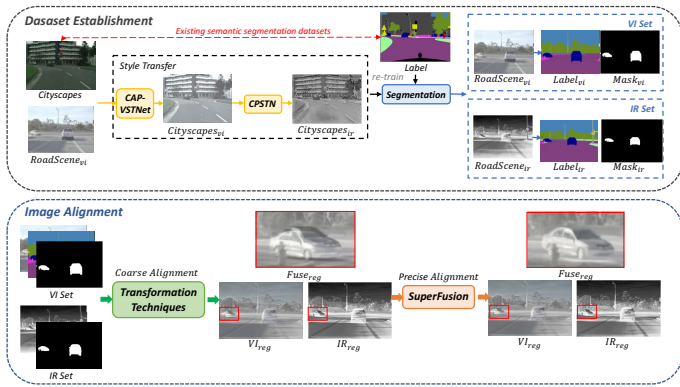 Dasaset Establishment
Existing semantic segmentation datasets
VI Set
Style Transfer
Label
re-train
Cityscapes
CAP-
VSTNet
CPSTN
Segmentation
RoadScene_vi
Label_vi
Mask_vi
Cityscapes_vi
Cityscapes_ir
IR Set
RoadScene_vi
RoadScene_ir
Label_ir
Mask_ir
Image Alignment
Coarse Alignment
Transformation
Techniques
Fuse_reg
Precise Alignment
SuperFusion
Fuse_reg
VI Set
VI_reg
IR_reg
VI_reg
IR_reg
IR Set